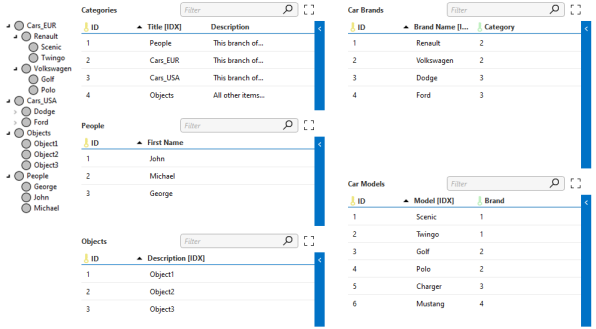 Cars_EUR
Renault
Scenic
Twingo
Volkswagen
Golf
Polo
Cars_USA
Dodge
Ford
Objects
Object1
Object2
Object3
People
George
John
Michael
Categories
Filter
ID Title [IDX] Description
1 People This branch of...
2 Cars_EUR This branch of...
3 Cars_USA This branch of...
4 Objects All other items...
People
Filter
ID First Name
1 John
2 Michael
3 George
Objects
Filter
ID Description [IDX]
1 Object1
2 Object2
3 Object3
Car Brands
Filter
ID Brand Name [I... Category
1 Renault 2
2 Volkswagen 2
3 Dodge 3
4 Ford 3
Car Models
Filter
ID Model [IDX] Brand
1 Scenic 1
2 Twingo 1
3 Golf 2
4 Polo 2
5 Charger 3
6 Mustang 4